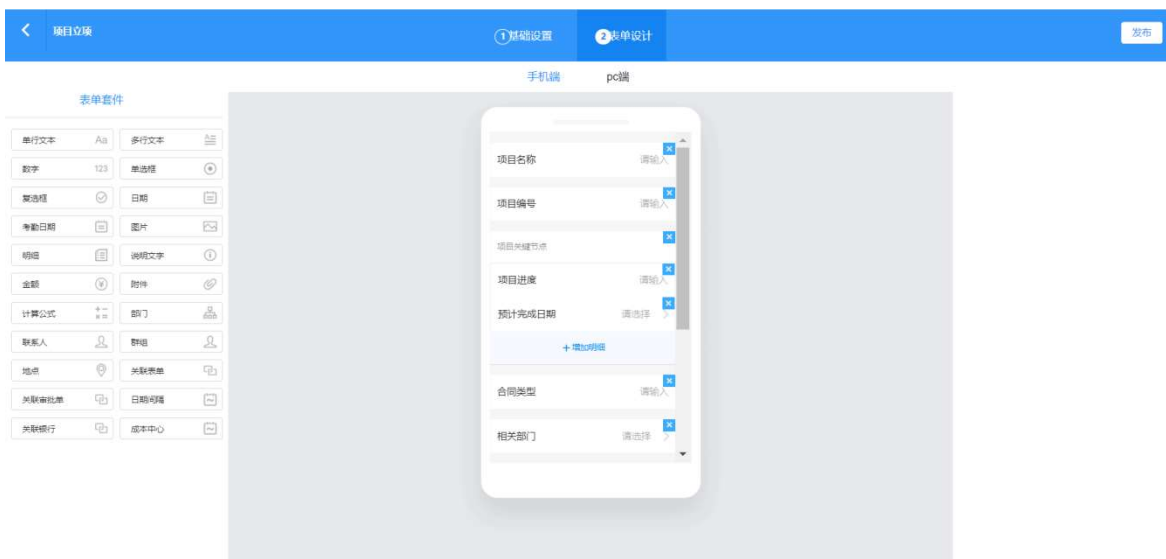 项目立项
1 基础设置
2 表单设计
发布
手机端 pc端
表单套件
单行文本 Aa 多行文本
数字 123 单选框
复选框 日期
考勤日期 图片
明细 说明文字
金额 附件
计算公式 部门
联系人 群组
地点 关联表单
关联审批单 日期间隔
关联银行 成本中心
项目名称 请输入
项目编号 请输入
项目关键节点
项目进度 请输入
预计完成日期 请选择
+ 增加明细
合同类型 请输入
相关部门 请选择